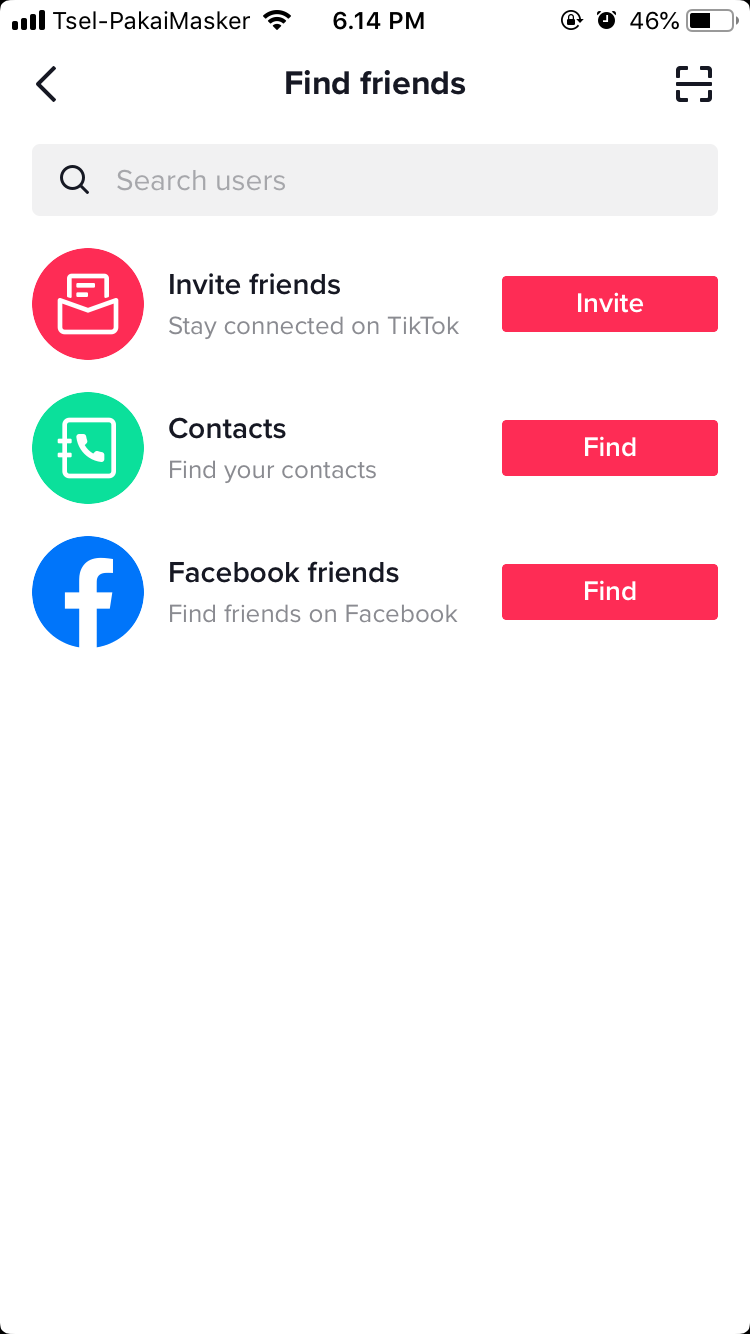 Tsel-PakaiMasker 6.14 PM 46%
Find friends
Search users
Invite friends
Stay connected on TikTok
Invite
Contacts
Find your contacts
Find
Facebook friends
Find friends on Facebook
Find